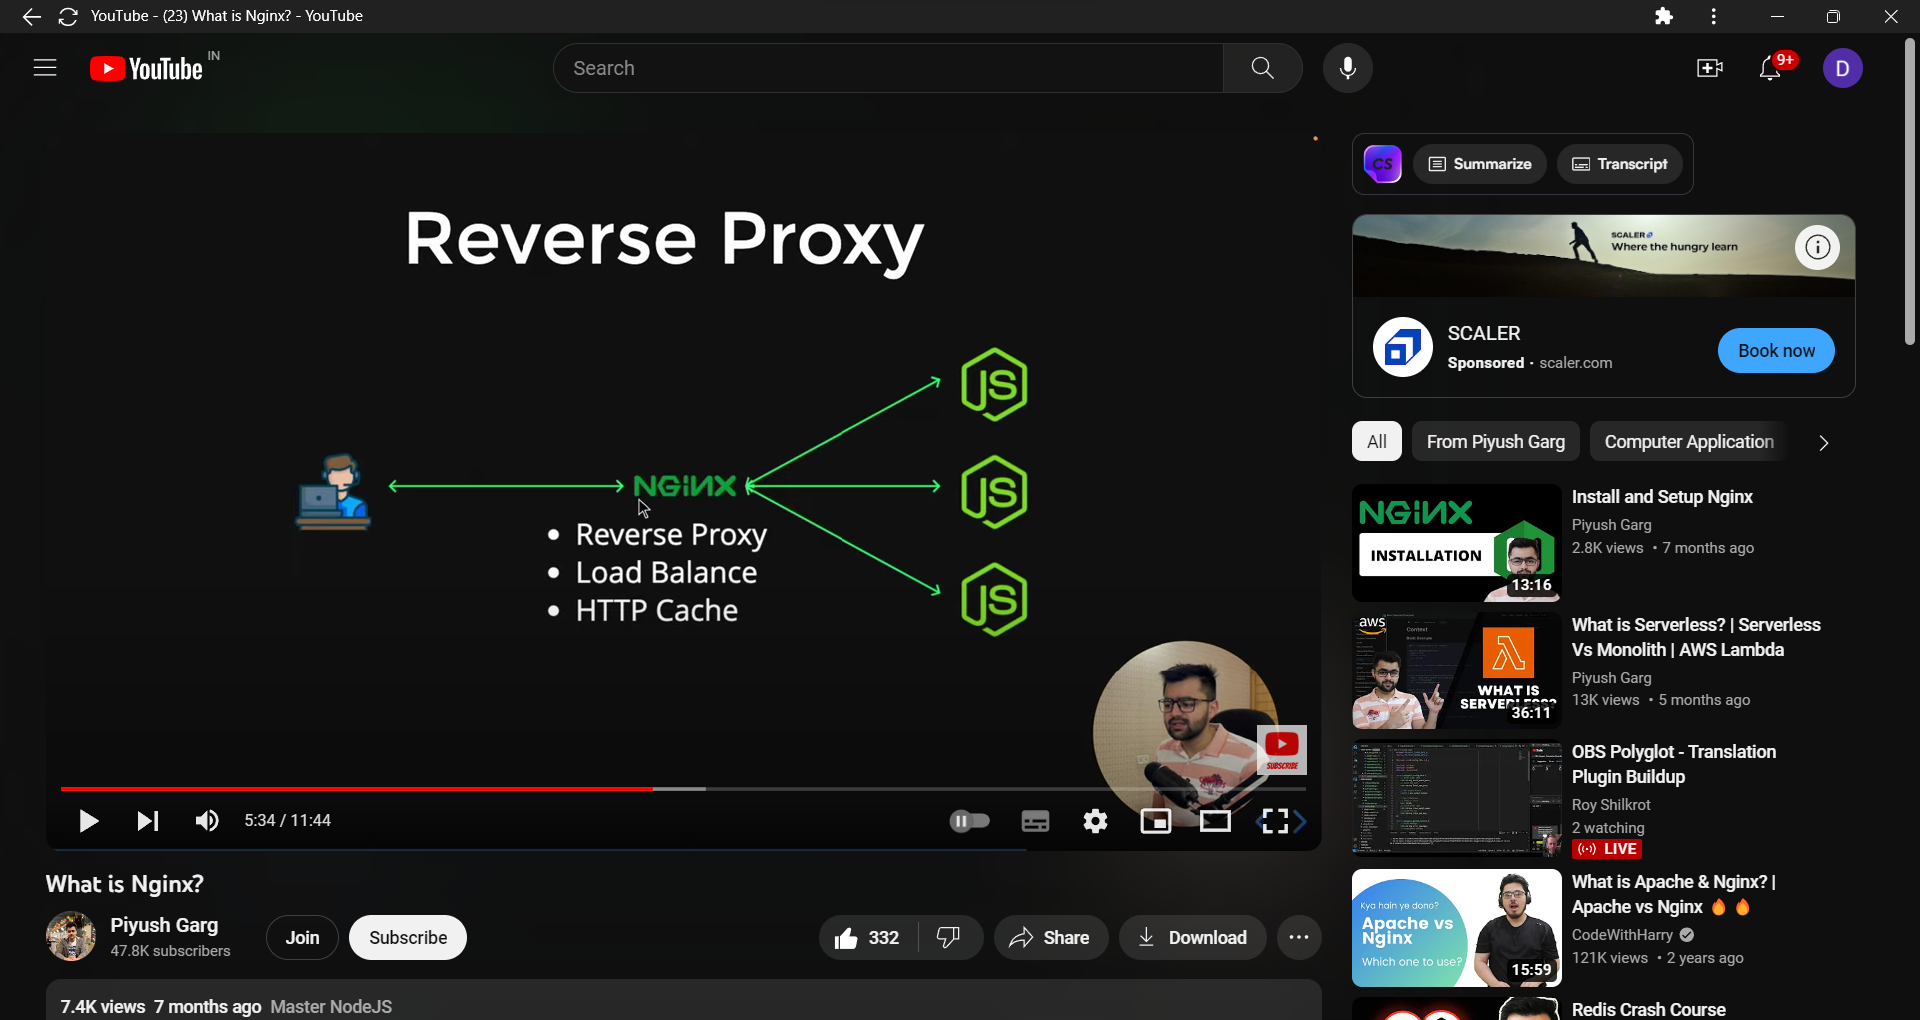 YouTube - (23) What is Nginx? - YouTube
YouTube IN
Search
9+
D
Reverse Proxy
JS
NGINX
JS
• Reverse Proxy
• Load Balance
• HTTP Cache
JS
SUBSCRIBE
5:34 / 11:44
What is Nginx?
Piyush Garg
47.8K subscribers
Join
Subscribe
332
Share
Download
7.4K views 7 months ago Master NodeJS
CS
Summarize
Transcript
SCALER
Where the hungry learn
SCALER
Sponsored · scaler.com
Book now
All
From Piyush Garg
Computer Application
NGINX
INSTALLATION
13:16
Install and Setup Nginx
Piyush Garg
2.8K views • 7 months ago
aws
Context
WHAT IS
SERVERLESS?
36:11
What is Serverless? | Serverless
Vs Monolith | AWS Lambda
Piyush Garg
13K views • 5 months ago
OBS Polyglot - Translation
Plugin Buildup
Roy Shilkrot
2 watching
LIVE
Kya hain ye dono?
Apache vs
Nginx
Which one to use?
15:59
What is Apache & Nginx? |
Apache vs Nginx 🔥🔥
CodeWithHarry
121K views • 2 years ago
Redis Crash Course